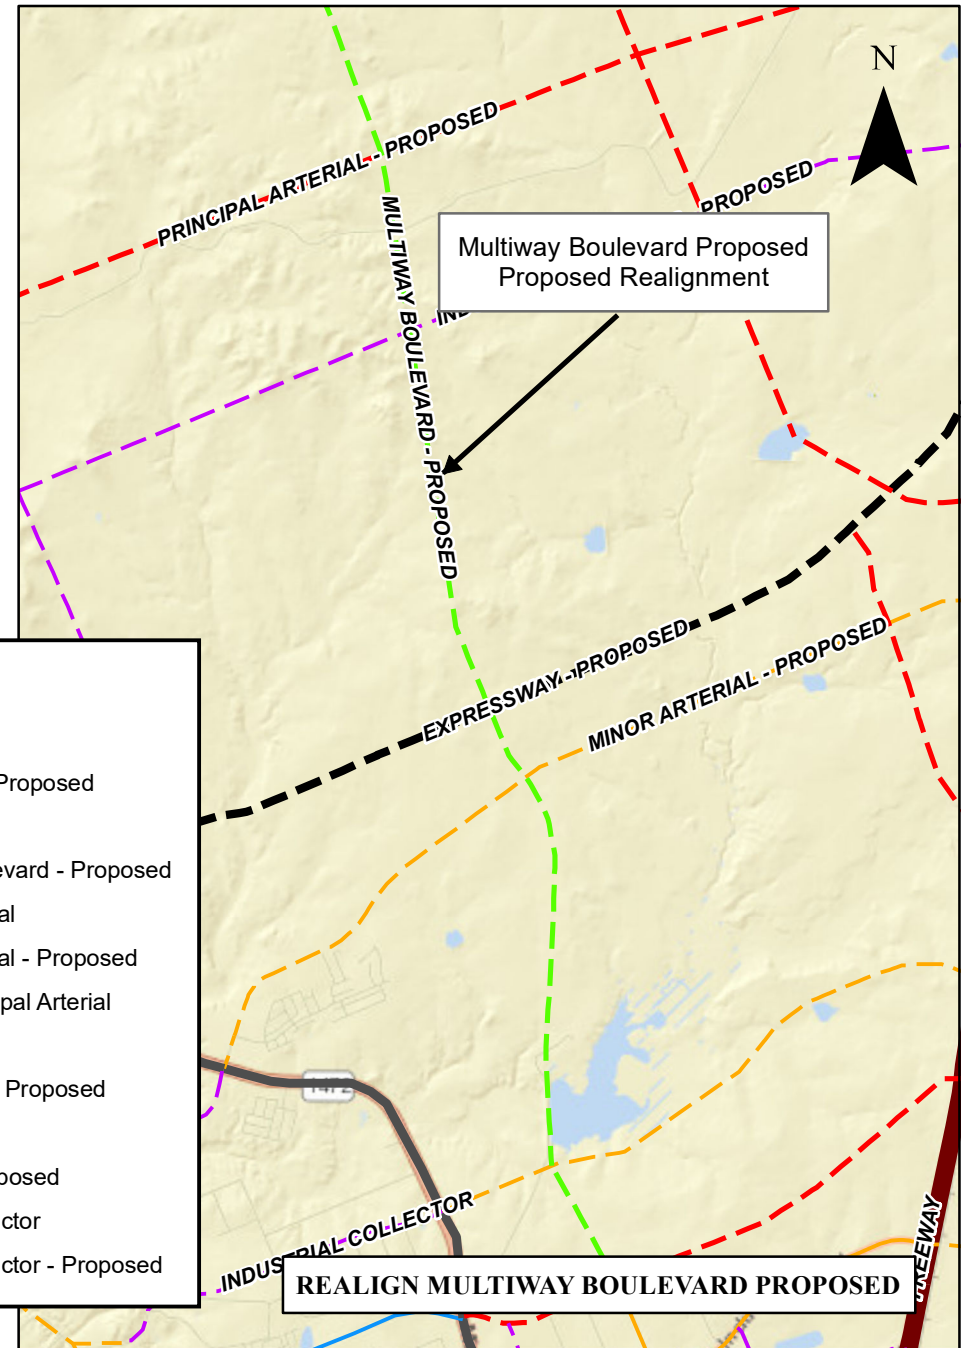 N
PRINCIPAL ARTERIAL - PROPOSED
PROPOSED
MULTIWAY BOULEVARD - PROPOSED
Multiway Boulevard Proposed
Proposed Realignment
EXPRESSWAY - PROPOSED
MINOR ARTERIAL - PROPOSED
Proposed
evard - Proposed
al
al - Proposed
pal Arterial
Proposed
posed
ctor
ctor - Proposed
1472
INDUSTRIAL COLLECTOR
FREEWAY
REALIGN MULTIWAY BOULEVARD PROPOSED